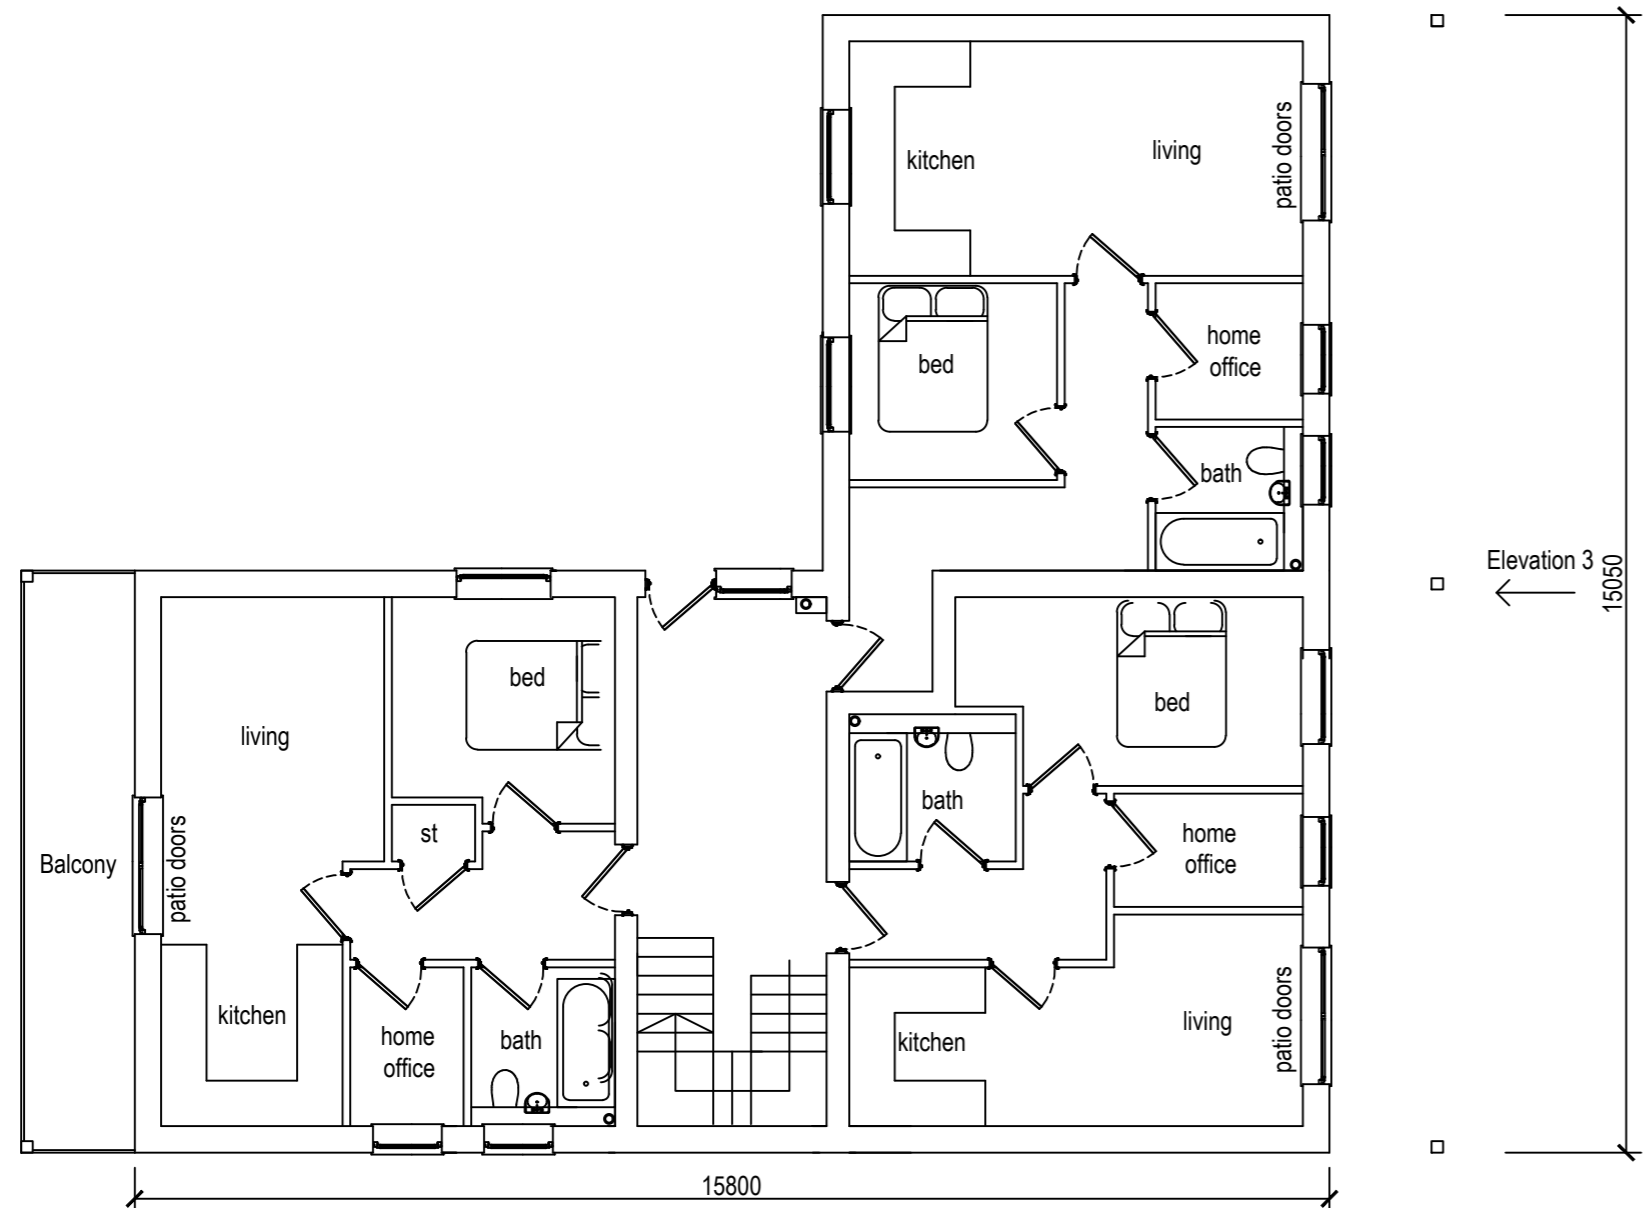 kitchen
living
patio doors
bed
home
office
bath
Elevation 3
15050
bed
living
bed
bath
st
home
office
Balcony
patio doors
kitchen
home
office
bath
kitchen
living
patio doors
15800